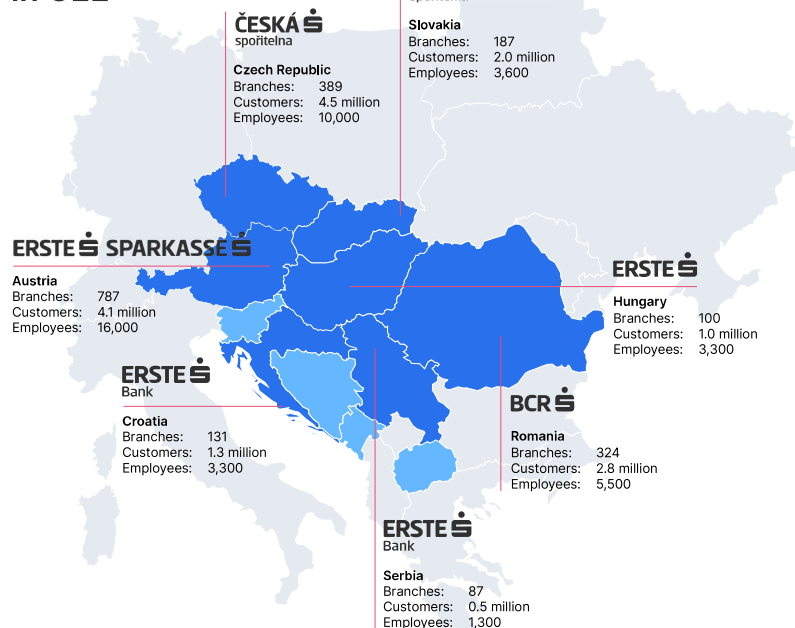 ČESKÁ
spořitelna
Czech Republic
Branches: 389
Customers: 4.5 million
Employees: 10,000
Slovakia
Branches: 187
Customers: 2.0 million
Employees: 3,600
ERSTE SPARKASSE
Austria
Branches: 787
Customers: 4.1 million
Employees: 16,000
ERSTE
Hungary
Branches: 100
Customers: 1.0 million
Employees: 3,300
ERSTE
Bank
Croatia
Branches: 131
Customers: 1.3 million
Employees: 3,300
BCR
Romania
Branches: 324
Customers: 2.8 million
Employees: 5,500
ERSTE
Bank
Serbia
Branches: 87
Customers: 0.5 million
Employees: 1,300